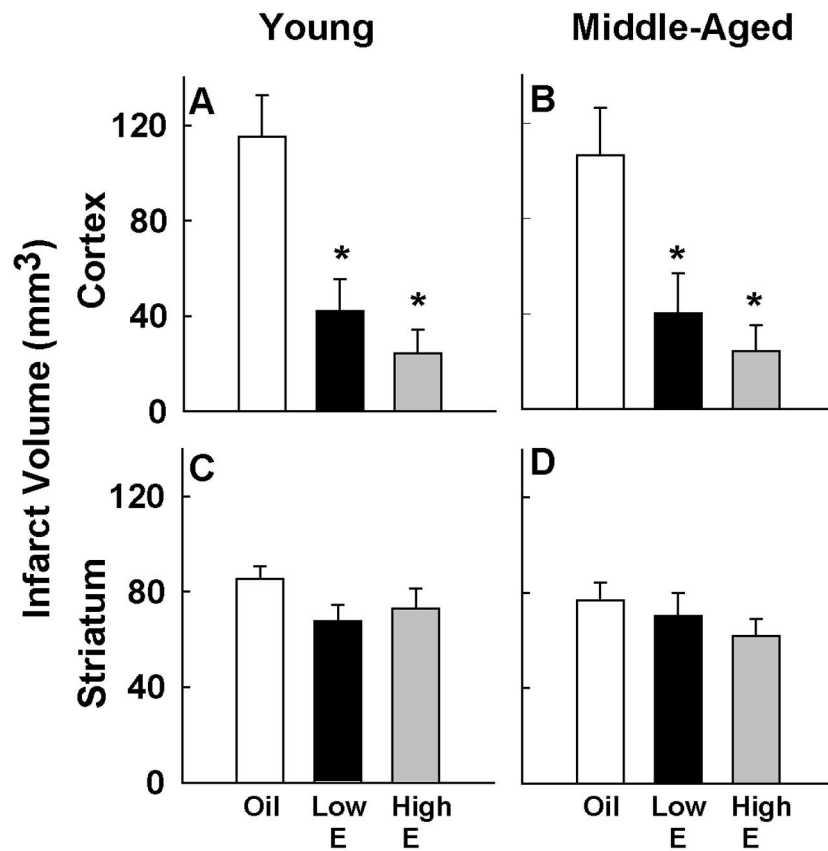 Young
Middle-Aged
Infarct Volume (mm3)
Cortex
A
120
80
40
0
*
*
B
*
*
Striatum
C
120
80
40
0
D
Oil
Low
E
High
E
Oil
Low
E
High
E